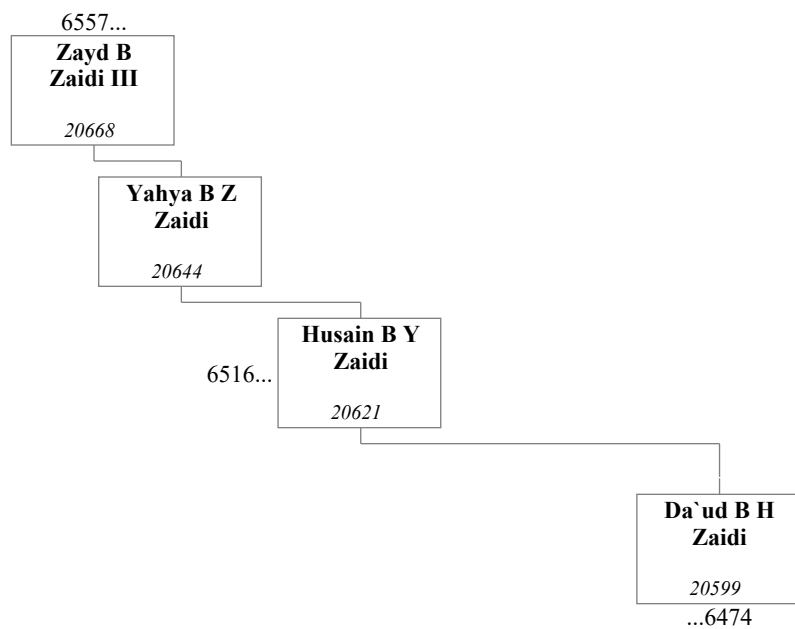 6557...
Zayd B
Zaidi III
20668
Yahya B Z
Zaidi
20644
Husain B Y
Zaidi
6516...
20621
Da`ud B H
Zaidi
20599
...6474